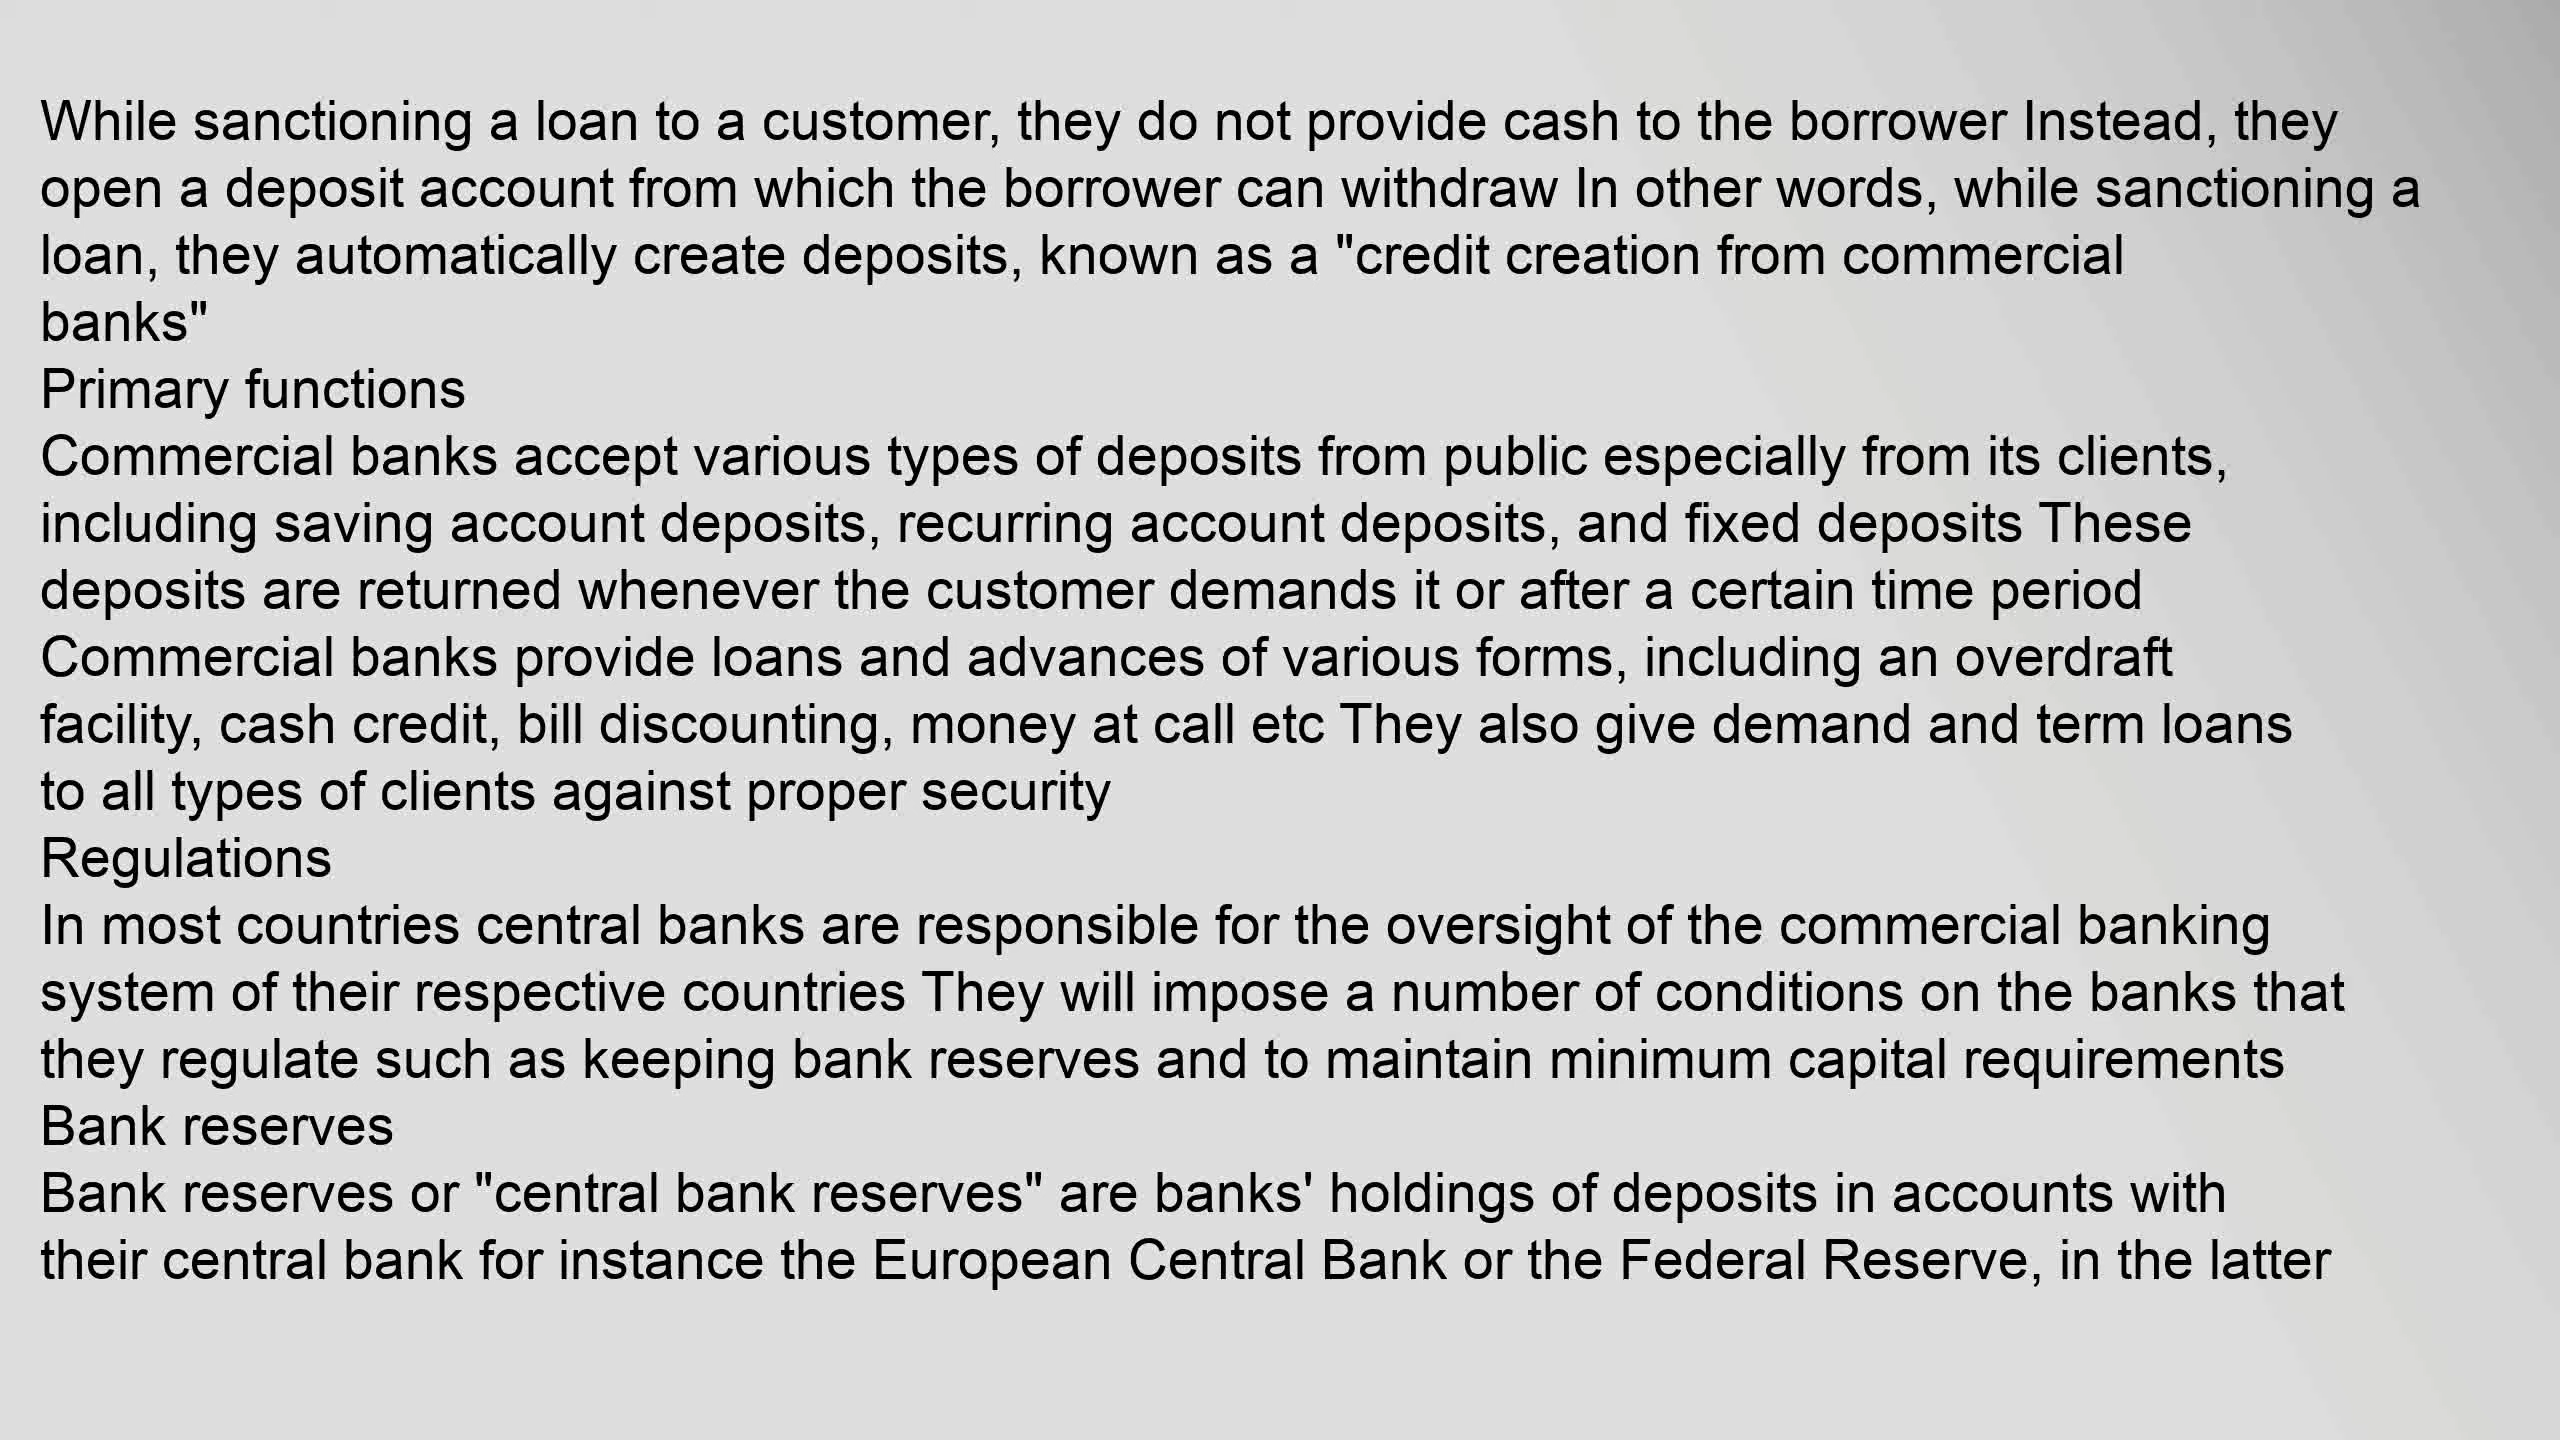 While sanctioning a loan to a customer, they do not provide cash to the borrower Instead, they
open a deposit account from which the borrower can withdraw In other words, while sanctioning a
loan, they automatically create deposits, known as a "credit creation from commercial
banks"
Primary functions
Commercial banks accept various types of deposits from public especially from its clients,
including saving account deposits, recurring account deposits, and fixed deposits These
deposits are returned whenever the customer demands it or after a certain time period
Commercial banks provide loans and advances of various forms, including an overdraft
facility, cash credit, bill discounting, money at call etc They also give demand and term loans
to all types of clients against proper security
Regulations
In most countries central banks are responsible for the oversight of the commercial banking
system of their respective countries They will impose a number of conditions on the banks that
they regulate such as keeping bank reserves and to maintain minimum capital requirements
Bank reserves
Bank reserves or "central bank reserves" are banks' holdings of deposits in accounts with
their central bank for instance the European Central Bank or the Federal Reserve, in the latter